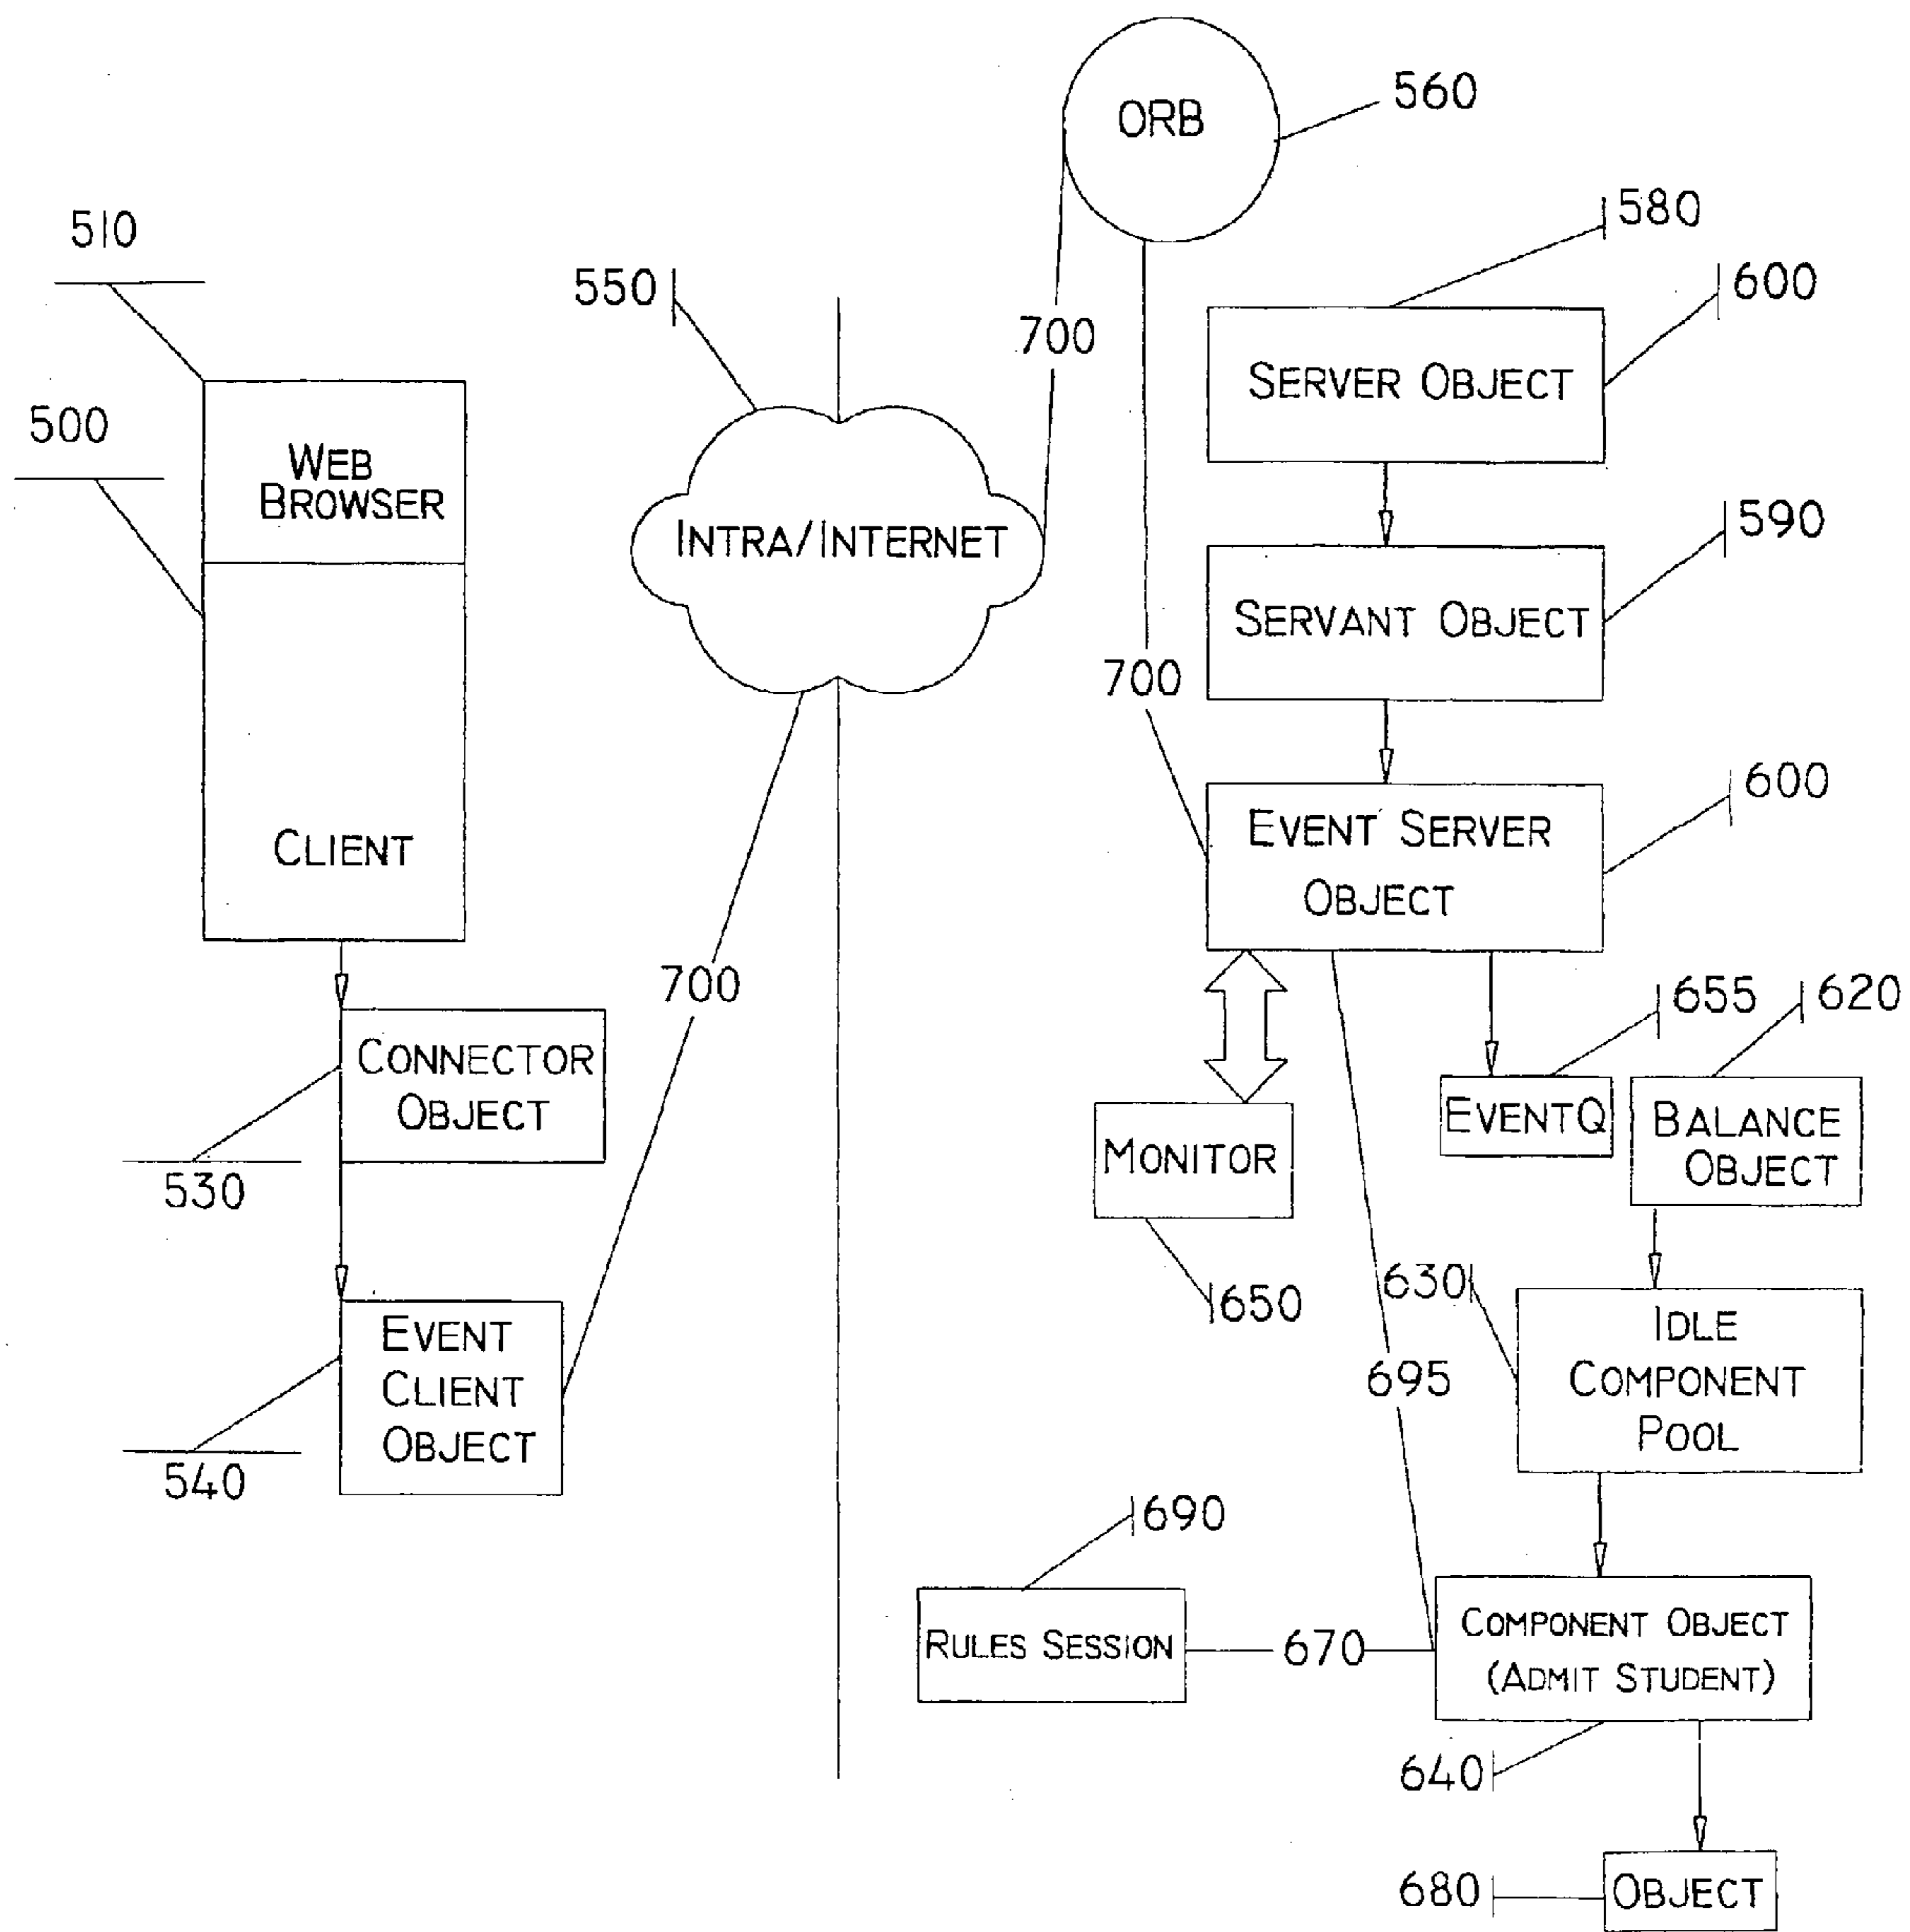 ORB
560
580
510
600
550
700
SERVER OBJECT
500
WEB
BROWSER
INTRA/INTERNET
590
SERVANT OBJECT
700
600
EVENT SERVER
OBJECT
CLIENT
700
655
620
CONNECTOR
OBJECT
EVENTQ
BALANCE
OBJECT
MONITOR
530
630
650
EVENT
CLIENT
OBJECT
IDLE
COMPONENT
POOL
695
540
690
RULES SESSION
670
COMPONENT OBJECT
(ADMIT STUDENT)
640
680
OBJECT